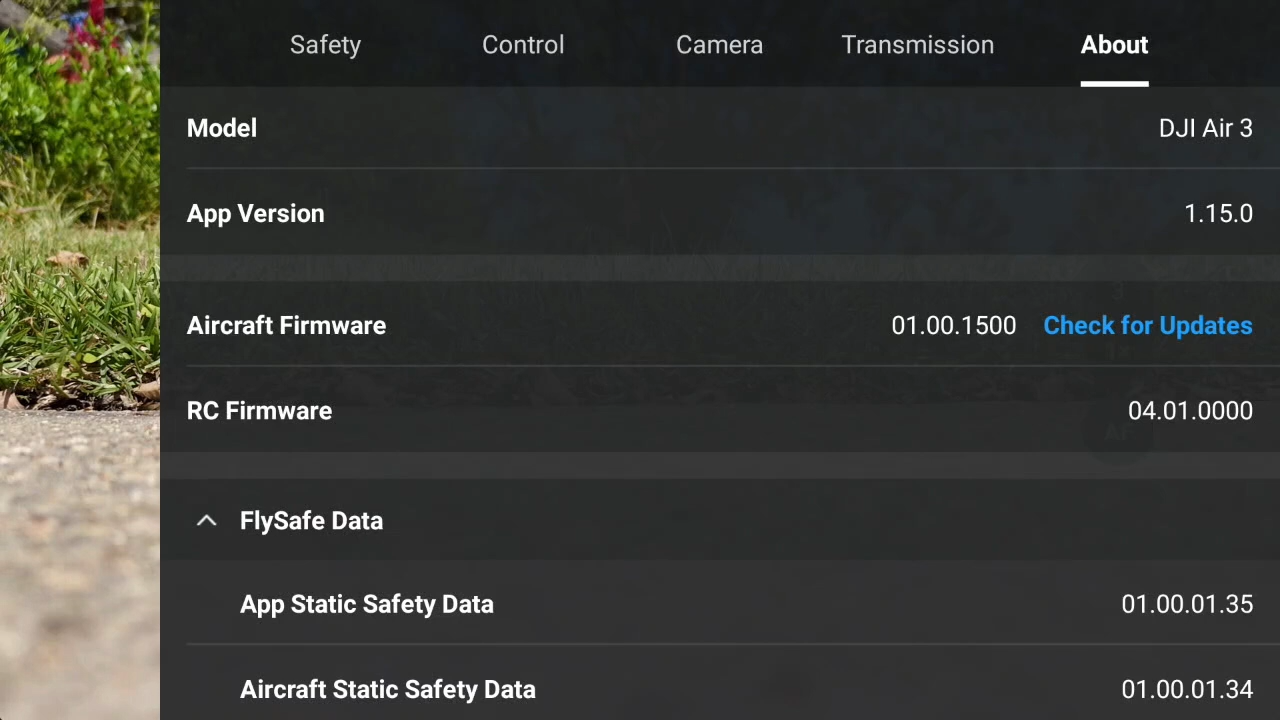 Safety Control Camera Transmission About
Model DJI Air 3
App Version 1.15.0
Aircraft Firmware 01.00.1500 Check for Updates
RC Firmware 04.01.0000
FlySafe Data
App Static Safety Data 01.00.01.35
Aircraft Static Safety Data 01.00.01.34